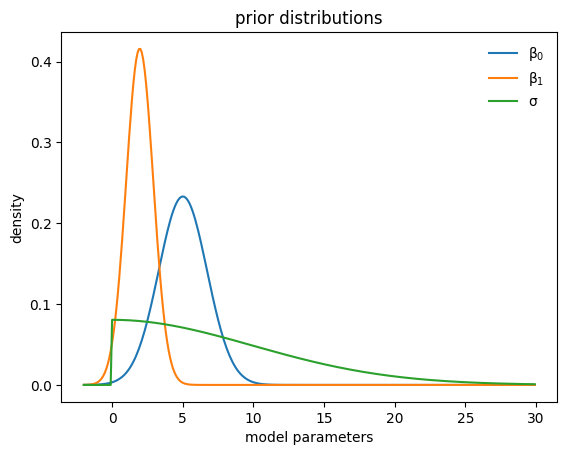 prior distributions
0.4
0.3
0.2
0.1
0.0
density
β₀
β₁
σ
0 5 10 15 20 25 30
model parameters